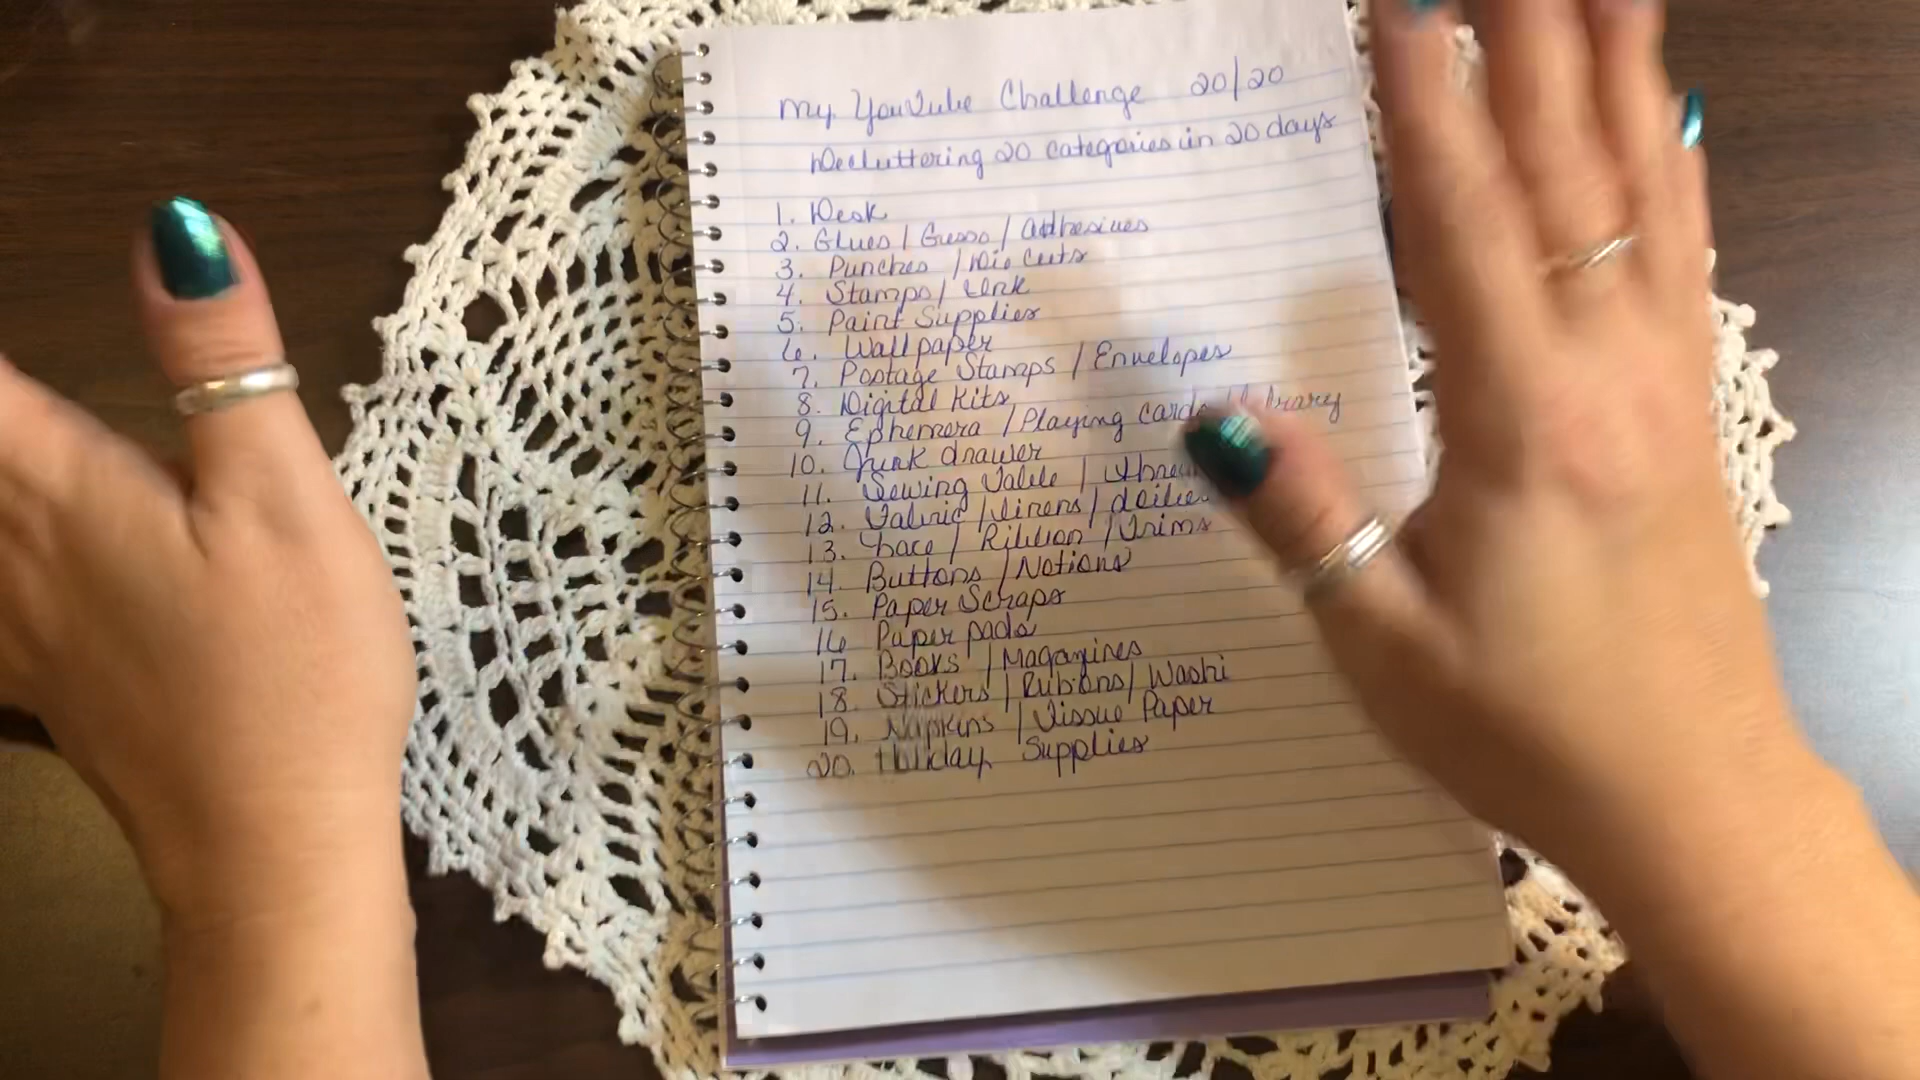 My YouTube Challenge 20/20
Decluttering 20 categories in 20 days
1. Desk
2. Glues / Gesso / Adhesives
3. Punches / Die Cuts
4. Stamps / Ink
5. Paint Supplies
6. Wallpaper
7. Postage Stamps / Envelopes
8. Digital Kits
9. Ephemera / Playing cards /
10. Junk drawer
11. Sewing Table /
12. Fabric / Linens / doilies
13. Lace / Ribbon / Trims
14. Buttons / Notions
15. Paper Scraps
16 Paper pads
17. Books / Magazines
18. Stickers / Rubons / Washi
19. Napkins / Tissue Paper
20. Holiday Supplies